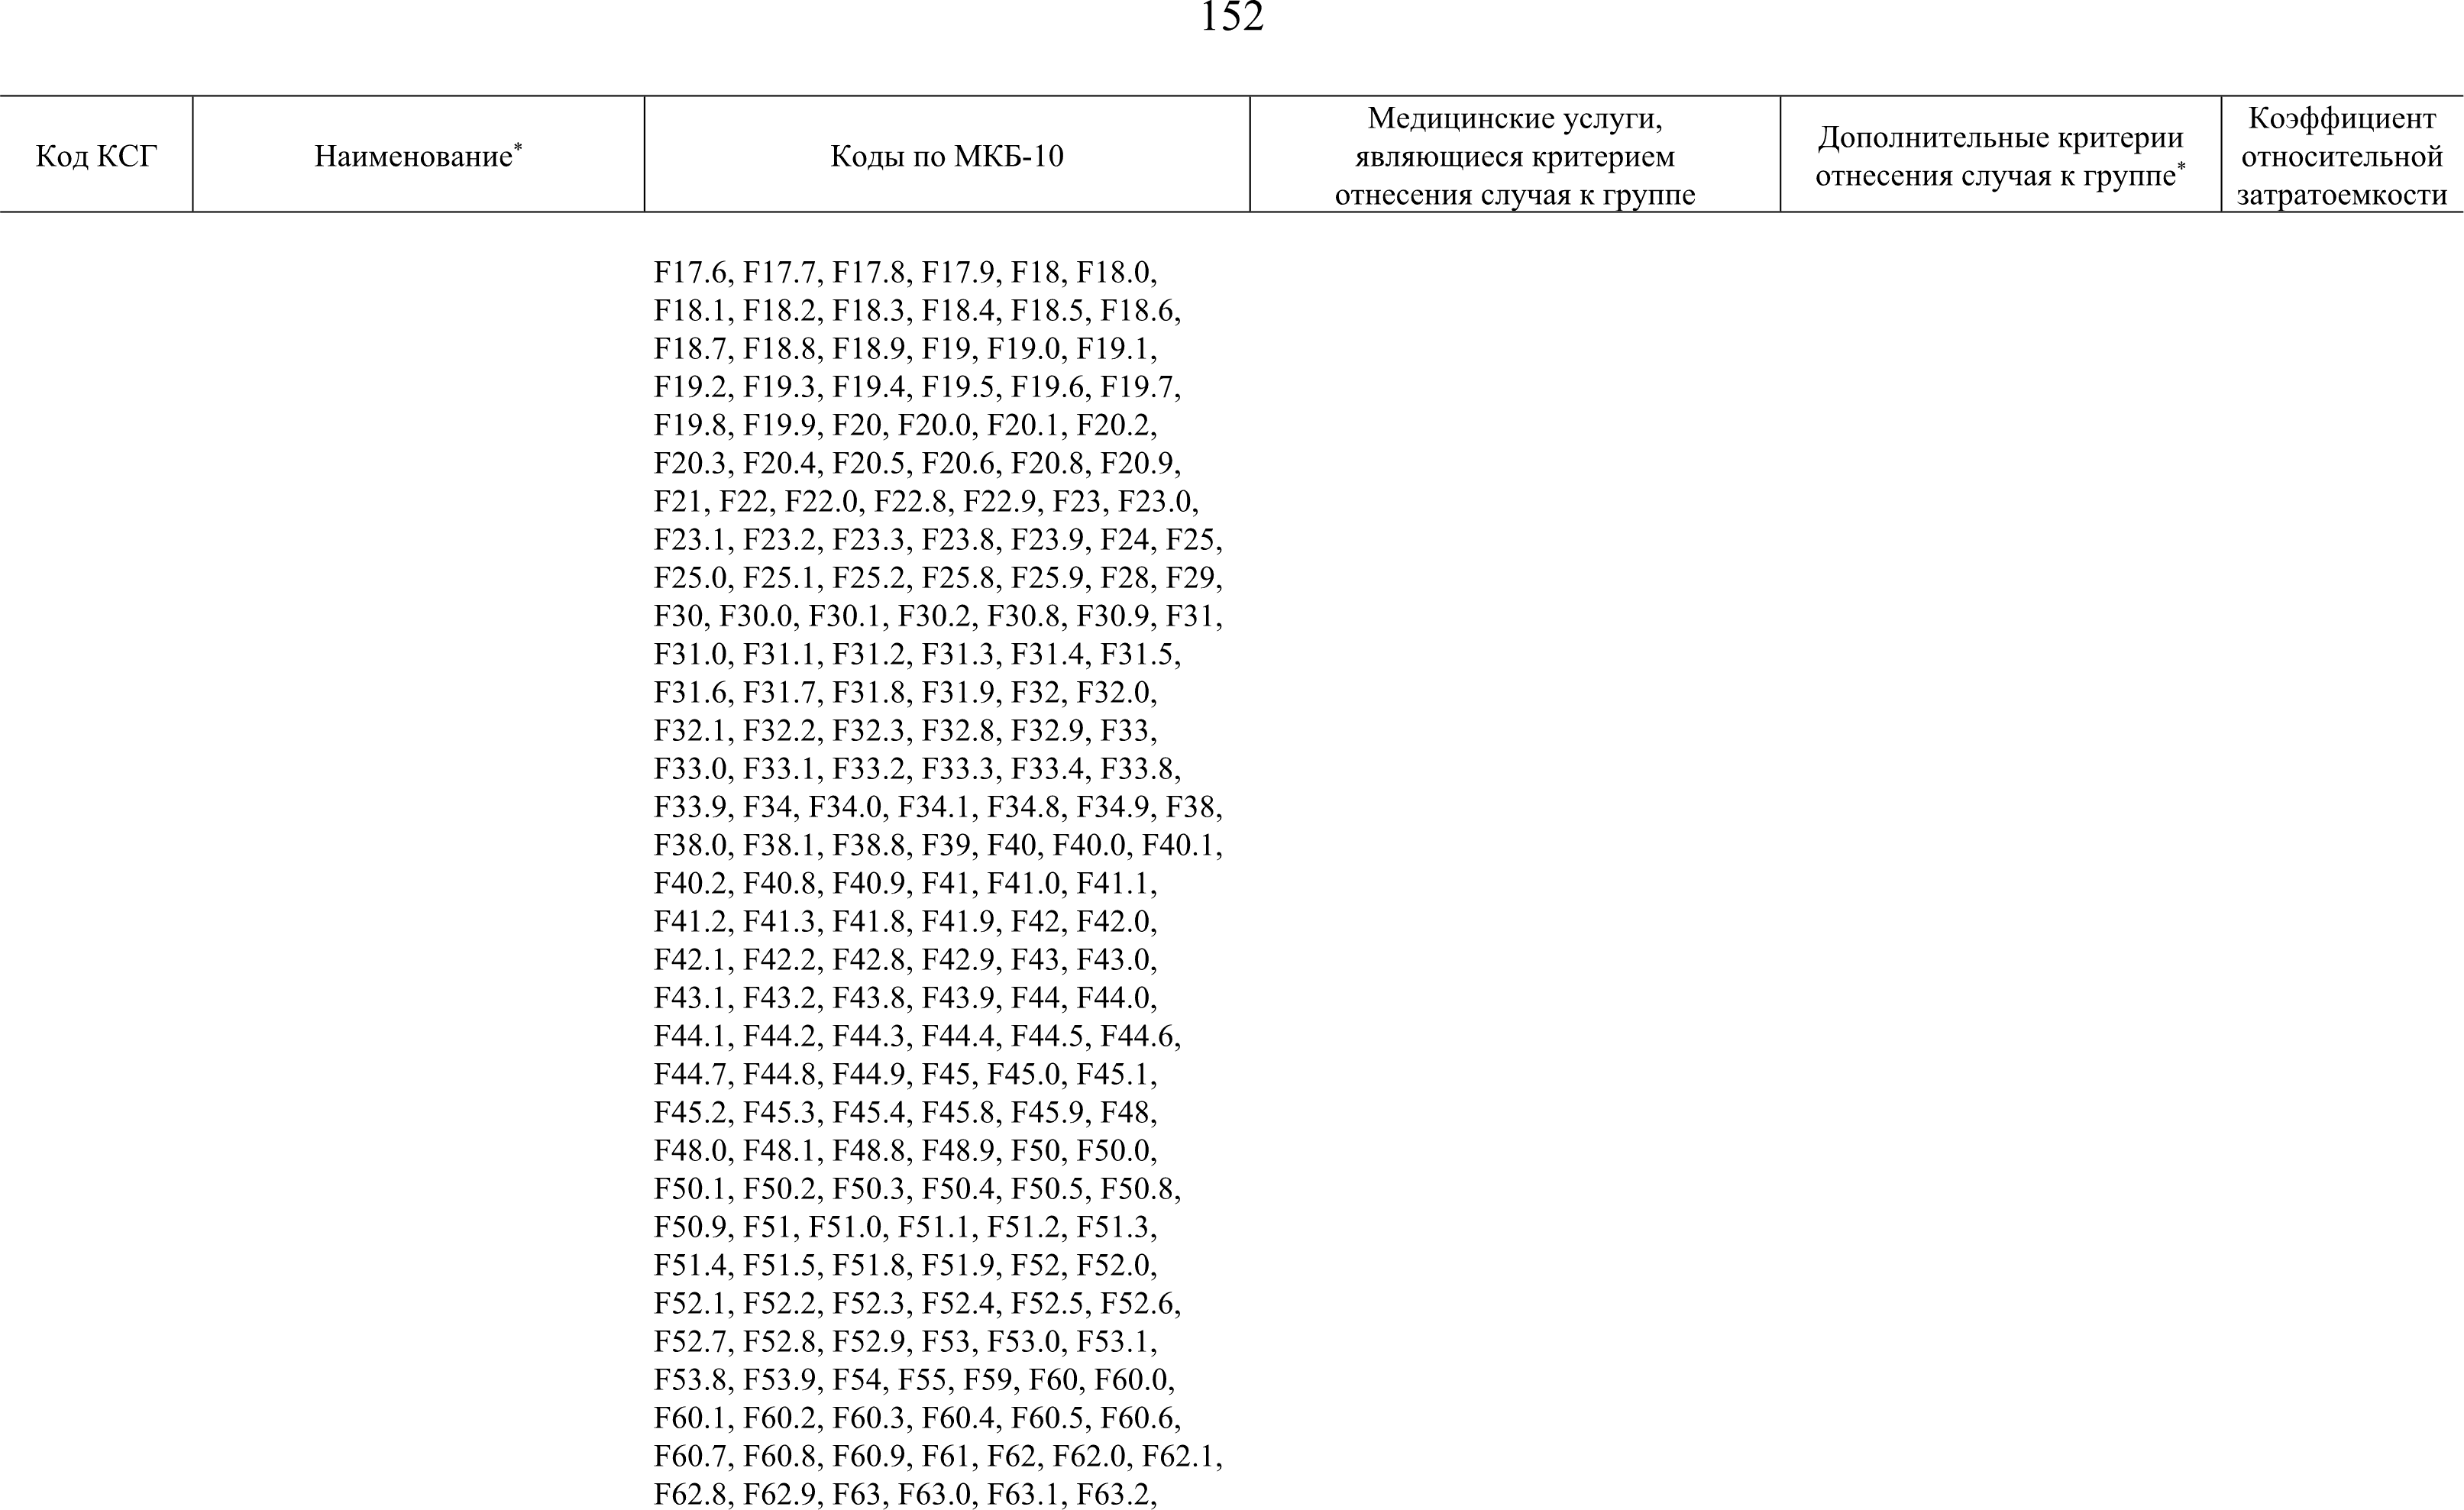 152
Код КСГ
Наименование*
Коды по МКБ-10
Медицинские услуги,
являющиеся критерием
отнесения случая к группе
Дополнительные критерии
отнесения случая к группе*
Коэффициент
относительной
затратоемкости
F17.6, F17.7, F17.8, F17.9, F18, F18.0,
F18.1, F18.2, F18.3, F18.4, F18.5, F18.6,
F18.7, F18.8, F18.9, F19, F19.0, F19.1,
F19.2, F19.3, F19.4, F19.5, F19.6, F19.7,
F19.8, F19.9, F20, F20.0, F20.1, F20.2,
F20.3, F20.4, F20.5, F20.6, F20.8, F20.9,
F21, F22, F22.0, F22.8, F22.9, F23, F23.0,
F23.1, F23.2, F23.3, F23.8, F23.9, F24, F25,
F25.0, F25.1, F25.2, F25.8, F25.9, F28, F29,
F30, F30.0, F30.1, F30.2, F30.8, F30.9, F31,
F31.0, F31.1, F31.2, F31.3, F31.4, F31.5,
F31.6, F31.7, F31.8, F31.9, F32, F32.0,
F32.1, F32.2, F32.3, F32.8, F32.9, F33,
F33.0, F33.1, F33.2, F33.3, F33.4, F33.8,
F33.9, F34, F34.0, F34.1, F34.8, F34.9, F38,
F38.0, F38.1, F38.8, F39, F40, F40.0, F40.1,
F40.2, F40.8, F40.9, F41, F41.0, F41.1,
F41.2, F41.3, F41.8, F41.9, F42, F42.0,
F42.1, F42.2, F42.8, F42.9, F43, F43.0,
F43.1, F43.2, F43.8, F43.9, F44, F44.0,
F44.1, F44.2, F44.3, F44.4, F44.5, F44.6,
F44.7, F44.8, F44.9, F45, F45.0, F45.1,
F45.2, F45.3, F45.4, F45.8, F45.9, F48,
F48.0, F48.1, F48.8, F48.9, F50, F50.0,
F50.1, F50.2, F50.3, F50.4, F50.5, F50.8,
F50.9, F51, F51.0, F51.1, F51.2, F51.3,
F51.4, F51.5, F51.8, F51.9, F52, F52.0,
F52.1, F52.2, F52.3, F52.4, F52.5, F52.6,
F52.7, F52.8, F52.9, F53, F53.0, F53.1,
F53.8, F53.9, F54, F55, F59, F60, F60.0,
F60.1, F60.2, F60.3, F60.4, F60.5, F60.6,
F60.7, F60.8, F60.9, F61, F62, F62.0, F62.1,
F62.8, F62.9, F63, F63.0, F63.1, F63.2,